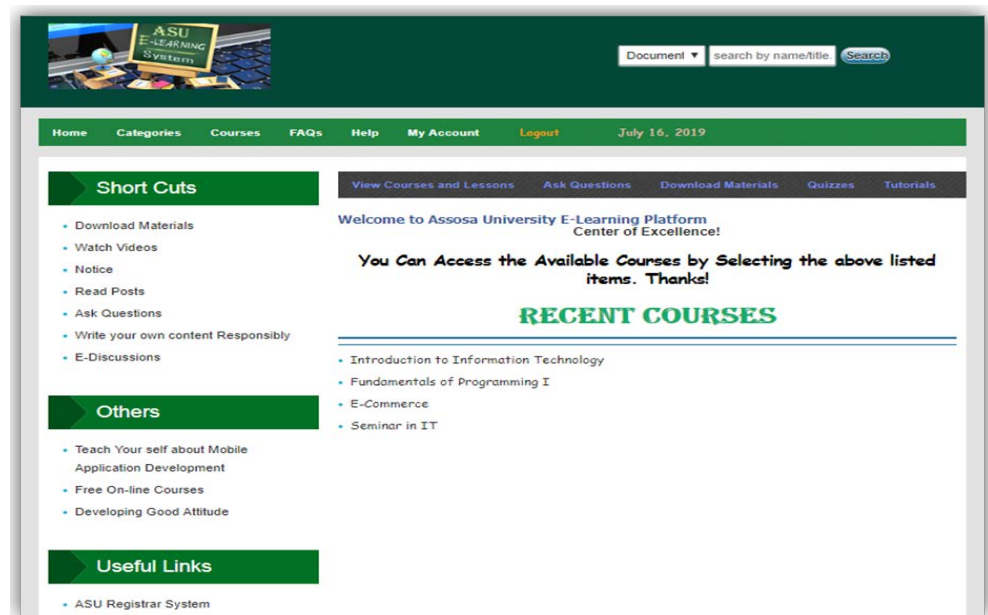 ASU
E-LEARNING
System
Document ▼ search by name/title. Search
Home Categories Courses FAQs Help My Account Logout July 16, 2019
Short Cuts
• Download Materials
• Watch Videos
• Notice
• Read Posts
• Ask Questions
• Write your own content Responsibly
• E-Discussions
Others
• Teach Your self about Mobile
Application Development
• Free On-line Courses
• Developing Good Attitude
Useful Links
• ASU Registrar System
View Courses and Lessons Ask Questions Download Materials Quizzes Tutorials
Welcome to Assosa University E-Learning Platform
Center of Excellence!
You Can Access the Available Courses by Selecting the above listed
items. Thanks!
RECENT COURSES
• Introduction to Information Technology
• Fundamentals of Programming I
• E-Commerce
• Seminar in IT